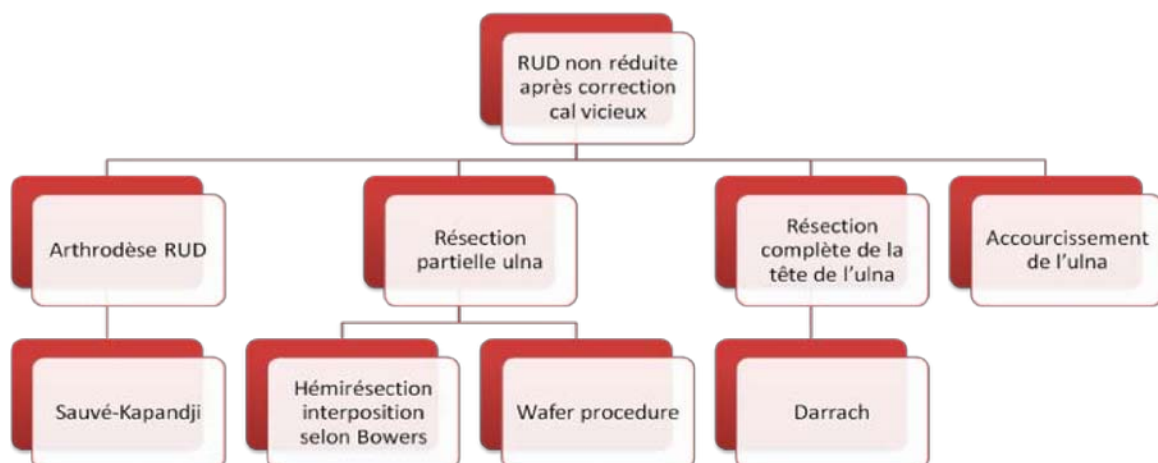 RUD non réduite
après correction
cal vicieux
Arthrodèse RUD
Résection
partielle ulna
Résection
complète de la
tête de l'ulna
Accourcissement
de l'ulna
Sauvé-Kapandji
Hémirésection
interposition
selon Bowers
Wafer procedure
Darrach